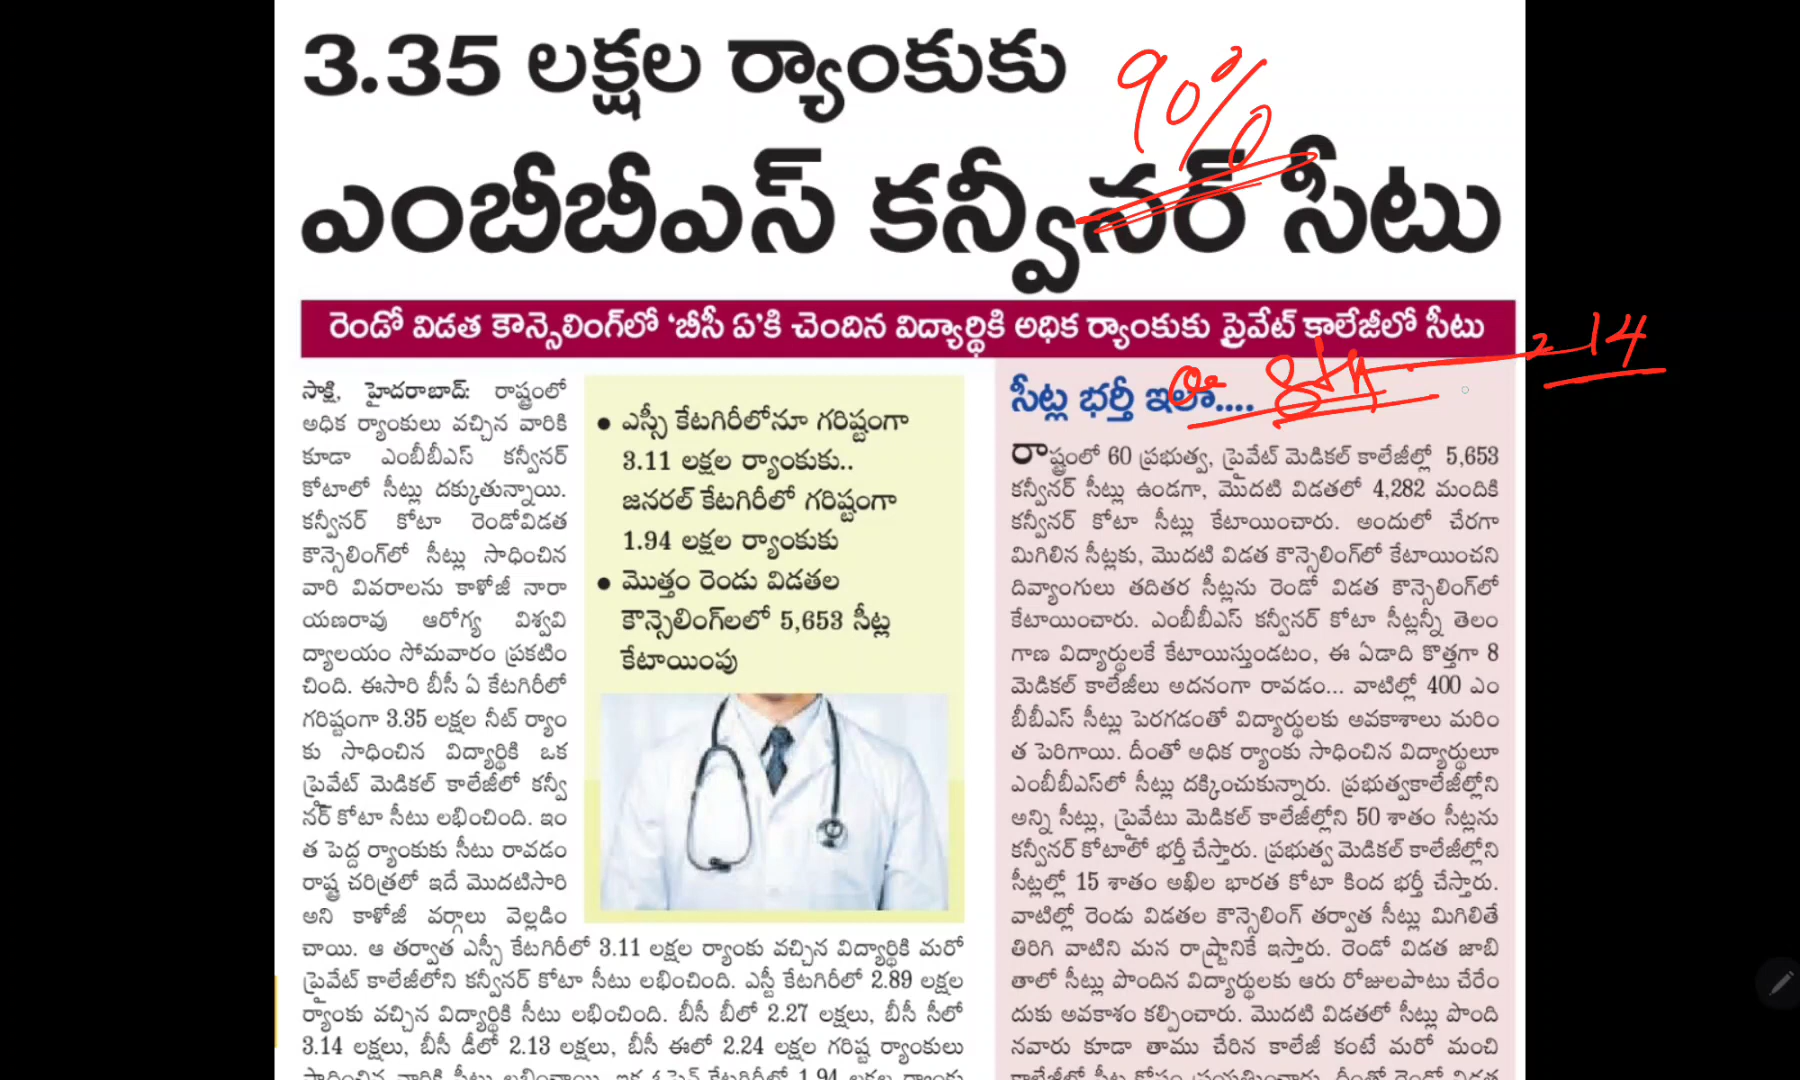 3.35 లక్షల ర్యాంకుకు
90%
ఎంబీబీఎస్ కన్వీనర్ సీటు
రెండో విడత కౌన్సెలింగ్‌లో ‘బీసీ ఏ’కి చెందిన విద్యార్థికి అధిక ర్యాంకుకు ప్రైవేట్ కాలేజీలో సీటు
సాక్షి, హైదరాబాద్: రాష్ట్రంలో
అధిక ర్యాంకులు వచ్చిన వారికి
కూడా ఎంబీబీఎస్ కన్వీనర్
కోటాలో సీట్లు దక్కుతున్నాయి.
కన్వీనర్ కోటా రెండోవిడత
కౌన్సెలింగ్‌లో సీట్లు సాధించిన
వారి వివరాలను కాళోజీ నారా
యణరావు ఆరోగ్య విశ్వవి
ద్యాలయం సోమవారం ప్రకటిం
చింది. ఈసారి బీసీ ఏ కేటగిరీలో
గరిష్టంగా 3.35 లక్షల నీట్ ర్యాం
కు సాధించిన విద్యార్థికి ఒక
ప్రైవేట్ మెడికల్ కాలేజీలో కన్వీ
నర్ కోటా సీటు లభించింది. ఇం
త పెద్ద ర్యాంకుకు సీటు రావడం
రాష్ట్ర చరిత్రలో ఇదే మొదటిసారి
అని కాళోజీ వర్గాలు వెల్లడిం
చాయి. ఆ తర్వాత ఎస్సీ కేటగిరీలో 3.11 లక్షల ర్యాంకు వచ్చిన విద్యార్థికి మరో
ప్రైవేట్ కాలేజీలోని కన్వీనర్ కోటా సీటు లభించింది. ఎస్టీ కేటగిరీలో 2.89 లక్షల
ర్యాంకు వచ్చిన విద్యార్థికి సీటు లభించింది. బీసీ బీలో 2.27 లక్షలు, బీసీ సీలో
3.14 లక్షలు, బీసీ డీలో 2.13 లక్షలు, బీసీ ఈలో 2.24 లక్షల గరిష్ట ర్యాంకులు
సాధించిన వారికి సీట్లు లభించాయి. ఇక ఓపెన్ కేటగిరీలో 1.94 లక్షల ర్యాంకు
● ఎస్సీ కేటగిరీలోనూ గరిష్టంగా
3.11 లక్షల ర్యాంకుకు..
జనరల్ కేటగిరీలో గరిష్టంగా
1.94 లక్షల ర్యాంకుకు
● మొత్తం రెండు విడతల
కౌన్సెలింగ్‌లలో 5,653 సీట్ల
కేటాయింపు
సీట్ల భర్తీ ఇలా....
14
రాష్ట్రంలో 60 ప్రభుత్వ, ప్రైవేట్ మెడికల్ కాలేజీల్లో 5,653
కన్వీనర్ సీట్లు ఉండగా, మొదటి విడతలో 4,282 మందికి
కన్వీనర్ కోటా సీట్లు కేటాయించారు. అందులో చేరగా
మిగిలిన సీట్లకు, మొదటి విడత కౌన్సెలింగ్‌లో కేటాయించని
దివ్యాంగులు తదితర సీట్లను రెండో విడత కౌన్సెలింగ్‌లో
కేటాయించారు. ఎంబీబీఎస్ కన్వీనర్ కోటా సీట్లన్నీ తెలం
గాణ విద్యార్థులకే కేటాయిస్తుండటం, ఈ ఏడాది కొత్తగా 8
మెడికల్ కాలేజీలు అదనంగా రావడం... వాటిల్లో 400 ఎం
బీబీఎస్ సీట్లు పెరగడంతో విద్యార్థులకు అవకాశాలు మరిం
త పెరిగాయి. దీంతో అధిక ర్యాంకు సాధించిన విద్యార్థులూ
ఎంబీబీఎస్‌లో సీట్లు దక్కించుకున్నారు. ప్రభుత్వకాలేజీల్లోని
అన్ని సీట్లు, ప్రైవేటు మెడికల్ కాలేజీల్లోని 50 శాతం సీట్లను
కన్వీనర్ కోటాలో భర్తీ చేస్తారు. ప్రభుత్వ మెడికల్ కాలేజీల్లోని
సీట్లల్లో 15 శాతం అఖిల భారత కోటా కింద భర్తీ చేస్తారు.
వాటిల్లో రెండు విడతల కౌన్సెలింగ్ తర్వాత సీట్లు మిగిలితే
తిరిగి వాటిని మన రాష్ట్రానికే ఇస్తారు. రెండో విడత జాబి
తాలో సీట్లు పొందిన విద్యార్థులకు ఆరు రోజులపాటు చేరేం
దుకు అవకాశం కల్పించారు. మొదటి విడతలో సీట్లు పొంది
నవారు కూడా తాము చేరిన కాలేజీ కంటే మరో మంచి